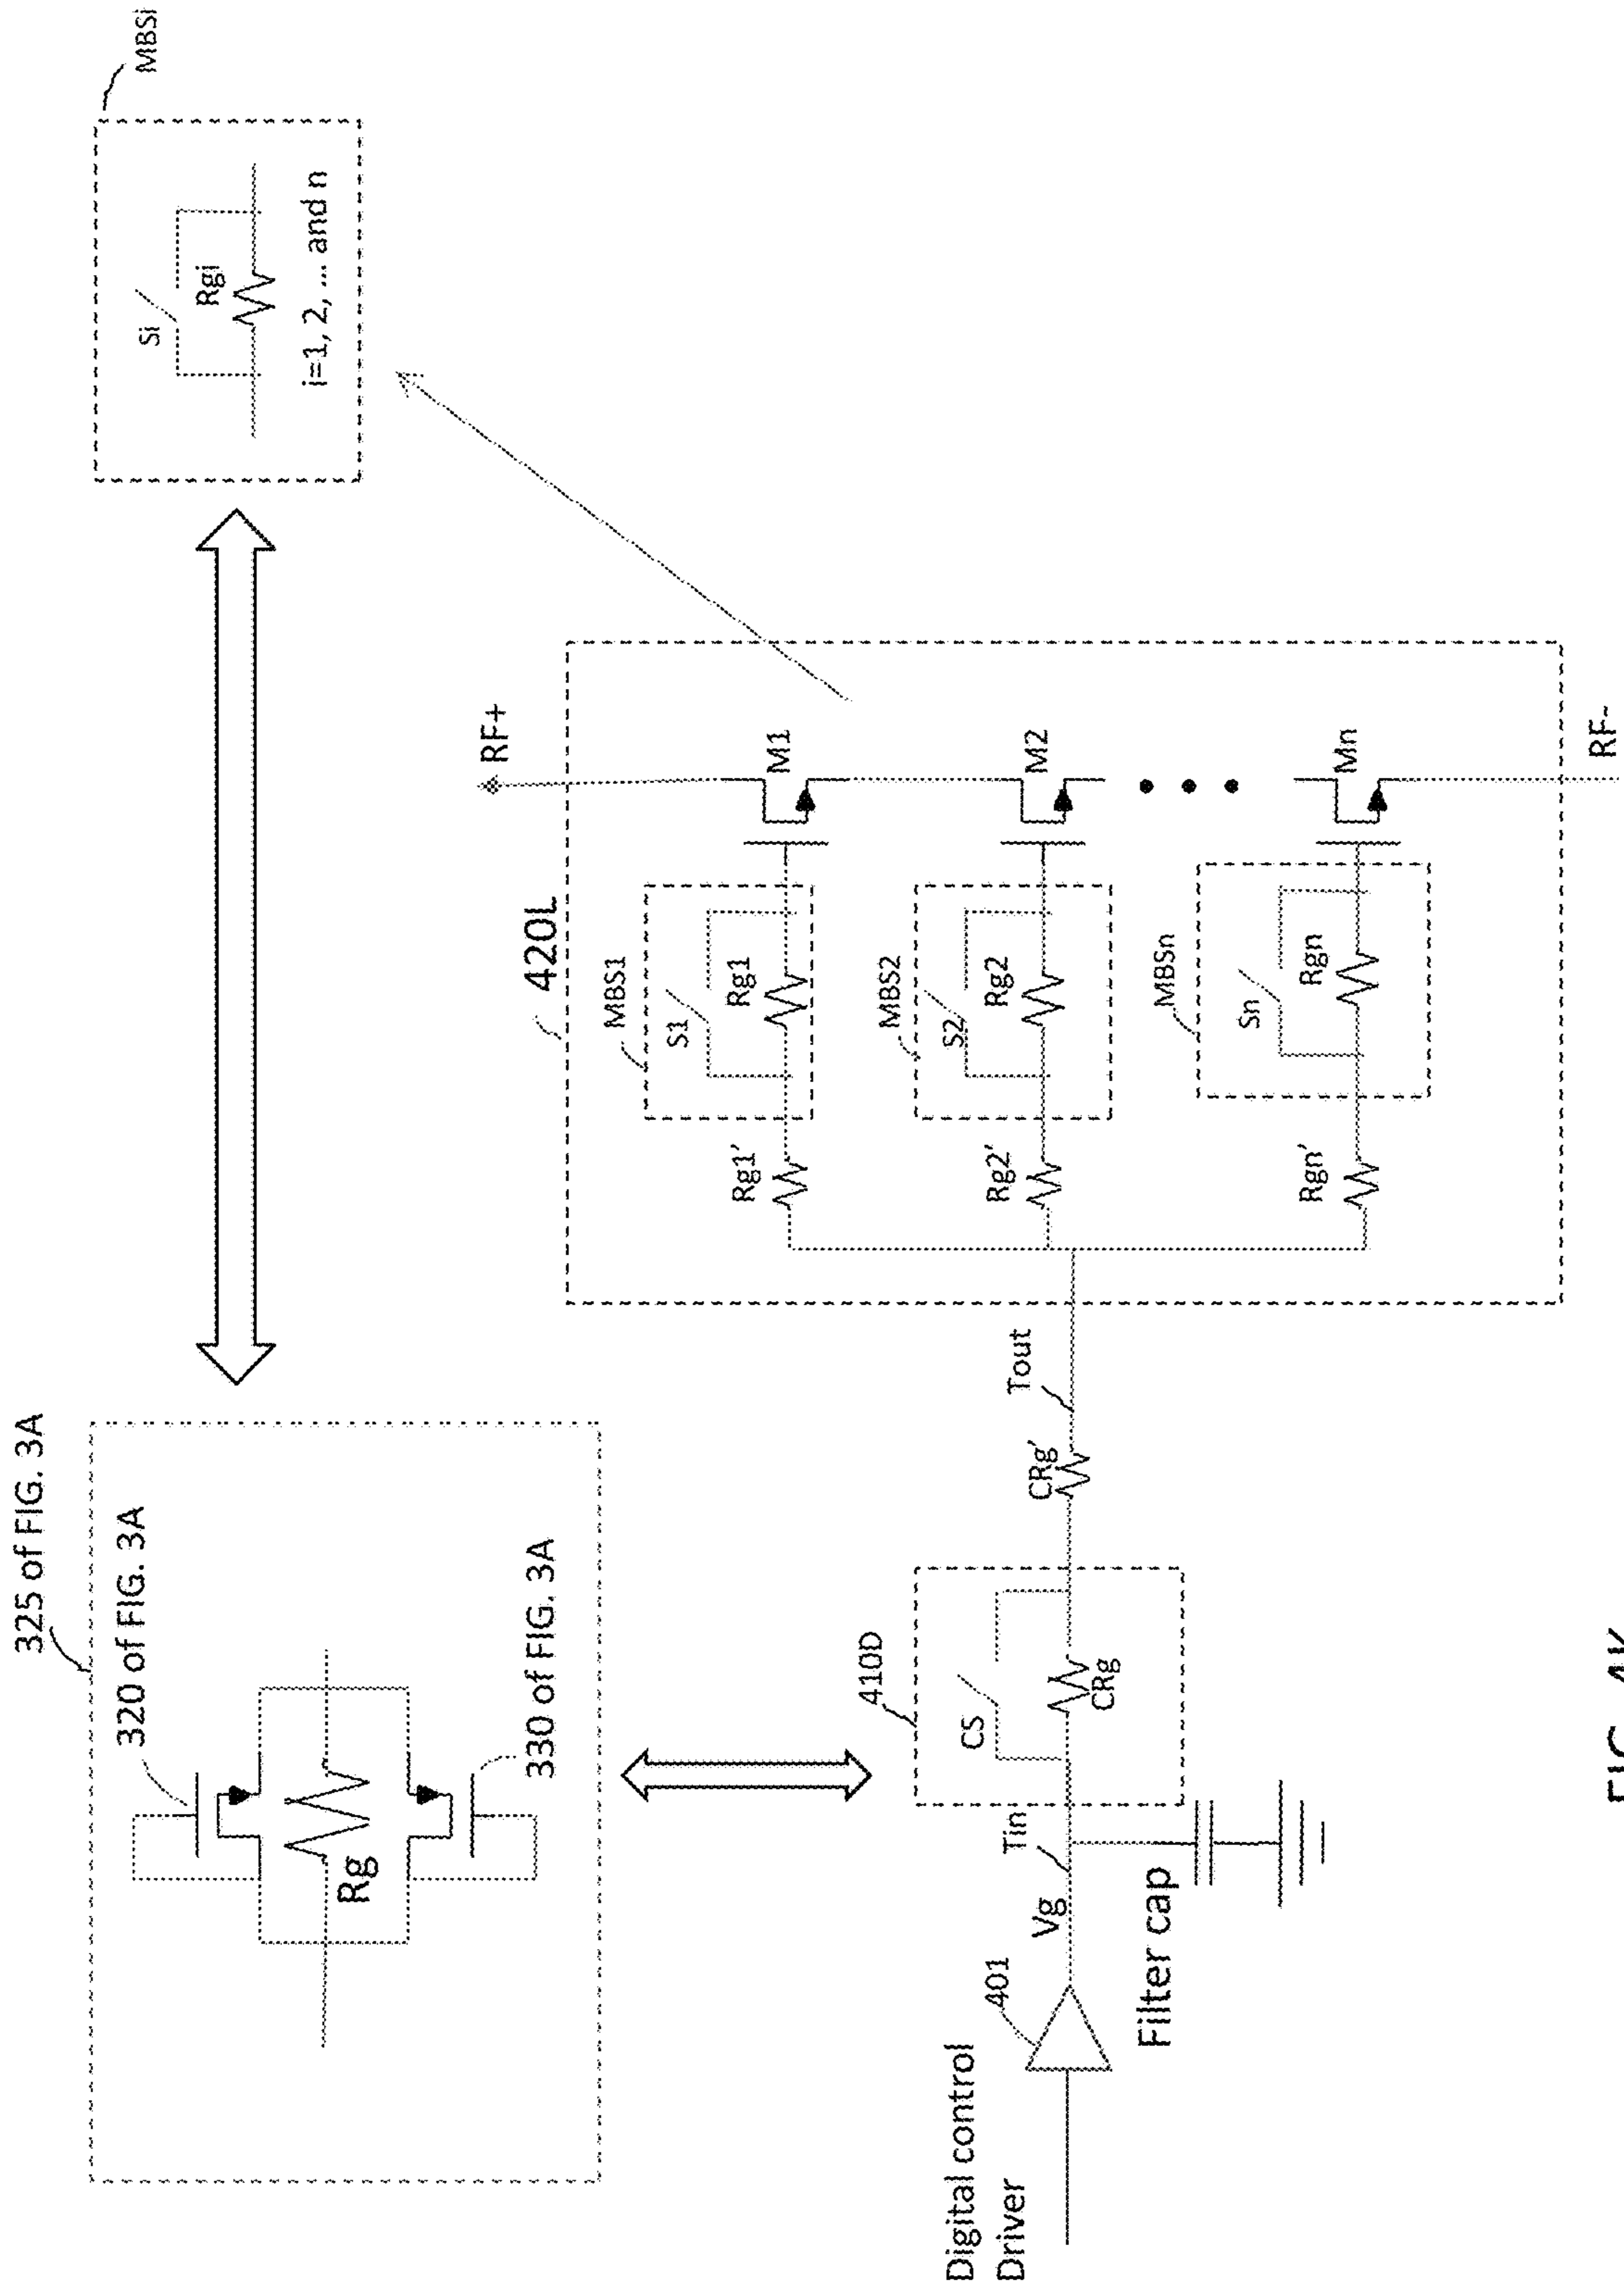 325 of FIG. 3A
320 of FIG. 3A
Rg
330 of FIG. 3A
MBSi
Si
Rgi
i=1, 2, ... and n
420L
RF+
MBS1
S1
Rg1
Rg1'
M1
MBS2
S2
Rg2
Rg2'
M2
MBSn
Sn
Rgn
Rgn'
Mn
RF-
Digital control
Driver
401
Vg
Tin
Filter cap
410D
CS
CRg
CRg'
Tout
FIG. 4K